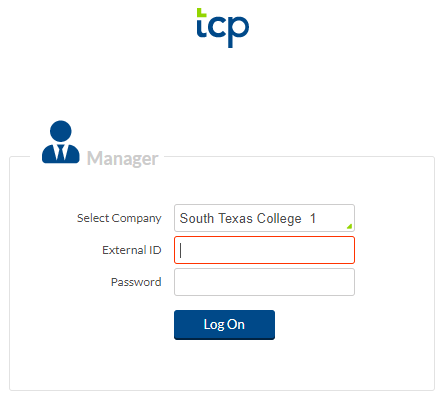 tcp
Manager
Select Company South Texas College 1
External ID
Password
Log On